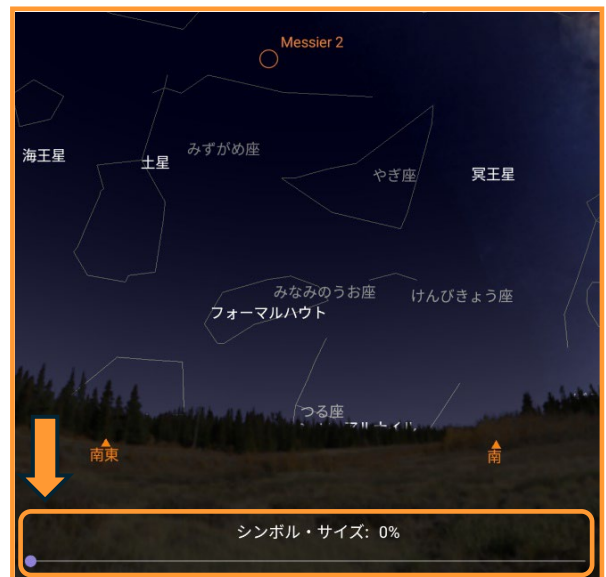 Messier 2
みずがめ座
海王星
土星
やぎ座
冥王星
みなみのうお座
けんびきょう座
フォーマルハウト
つる座
南東
南
シンボル・サイズ: 0%